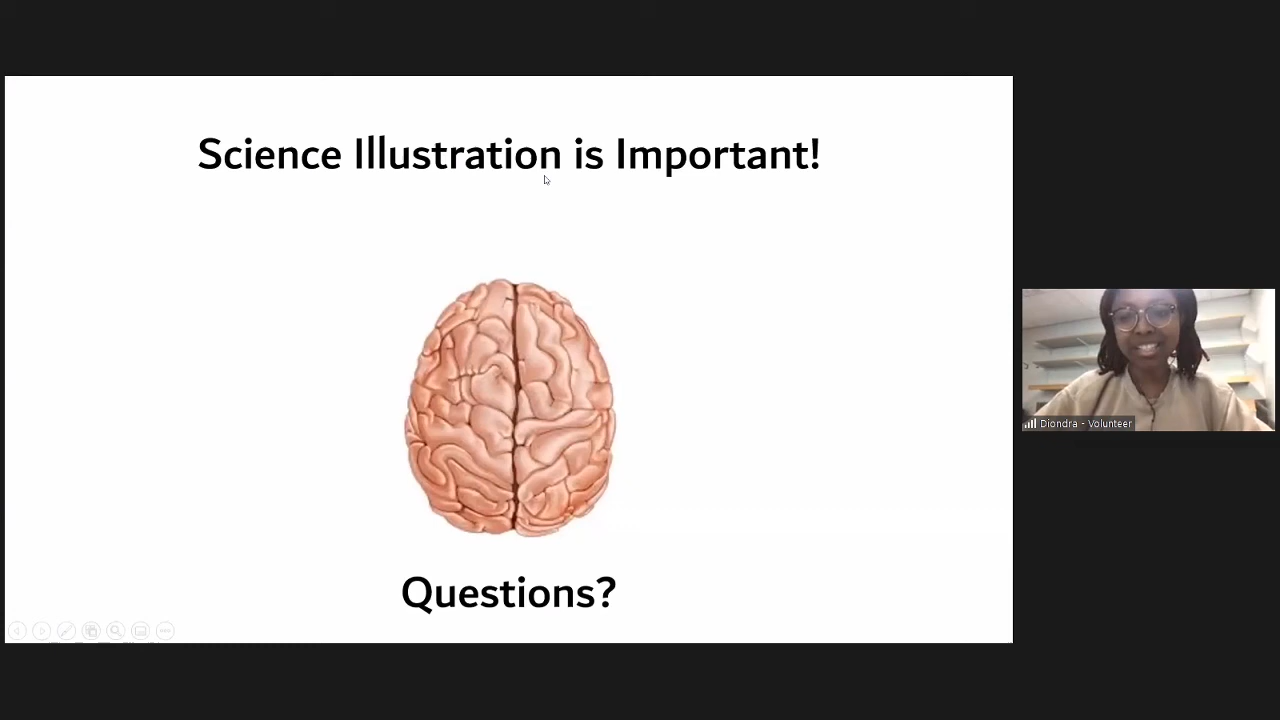 Science Illustration is Important!
Questions?
Diondra - Volunteer